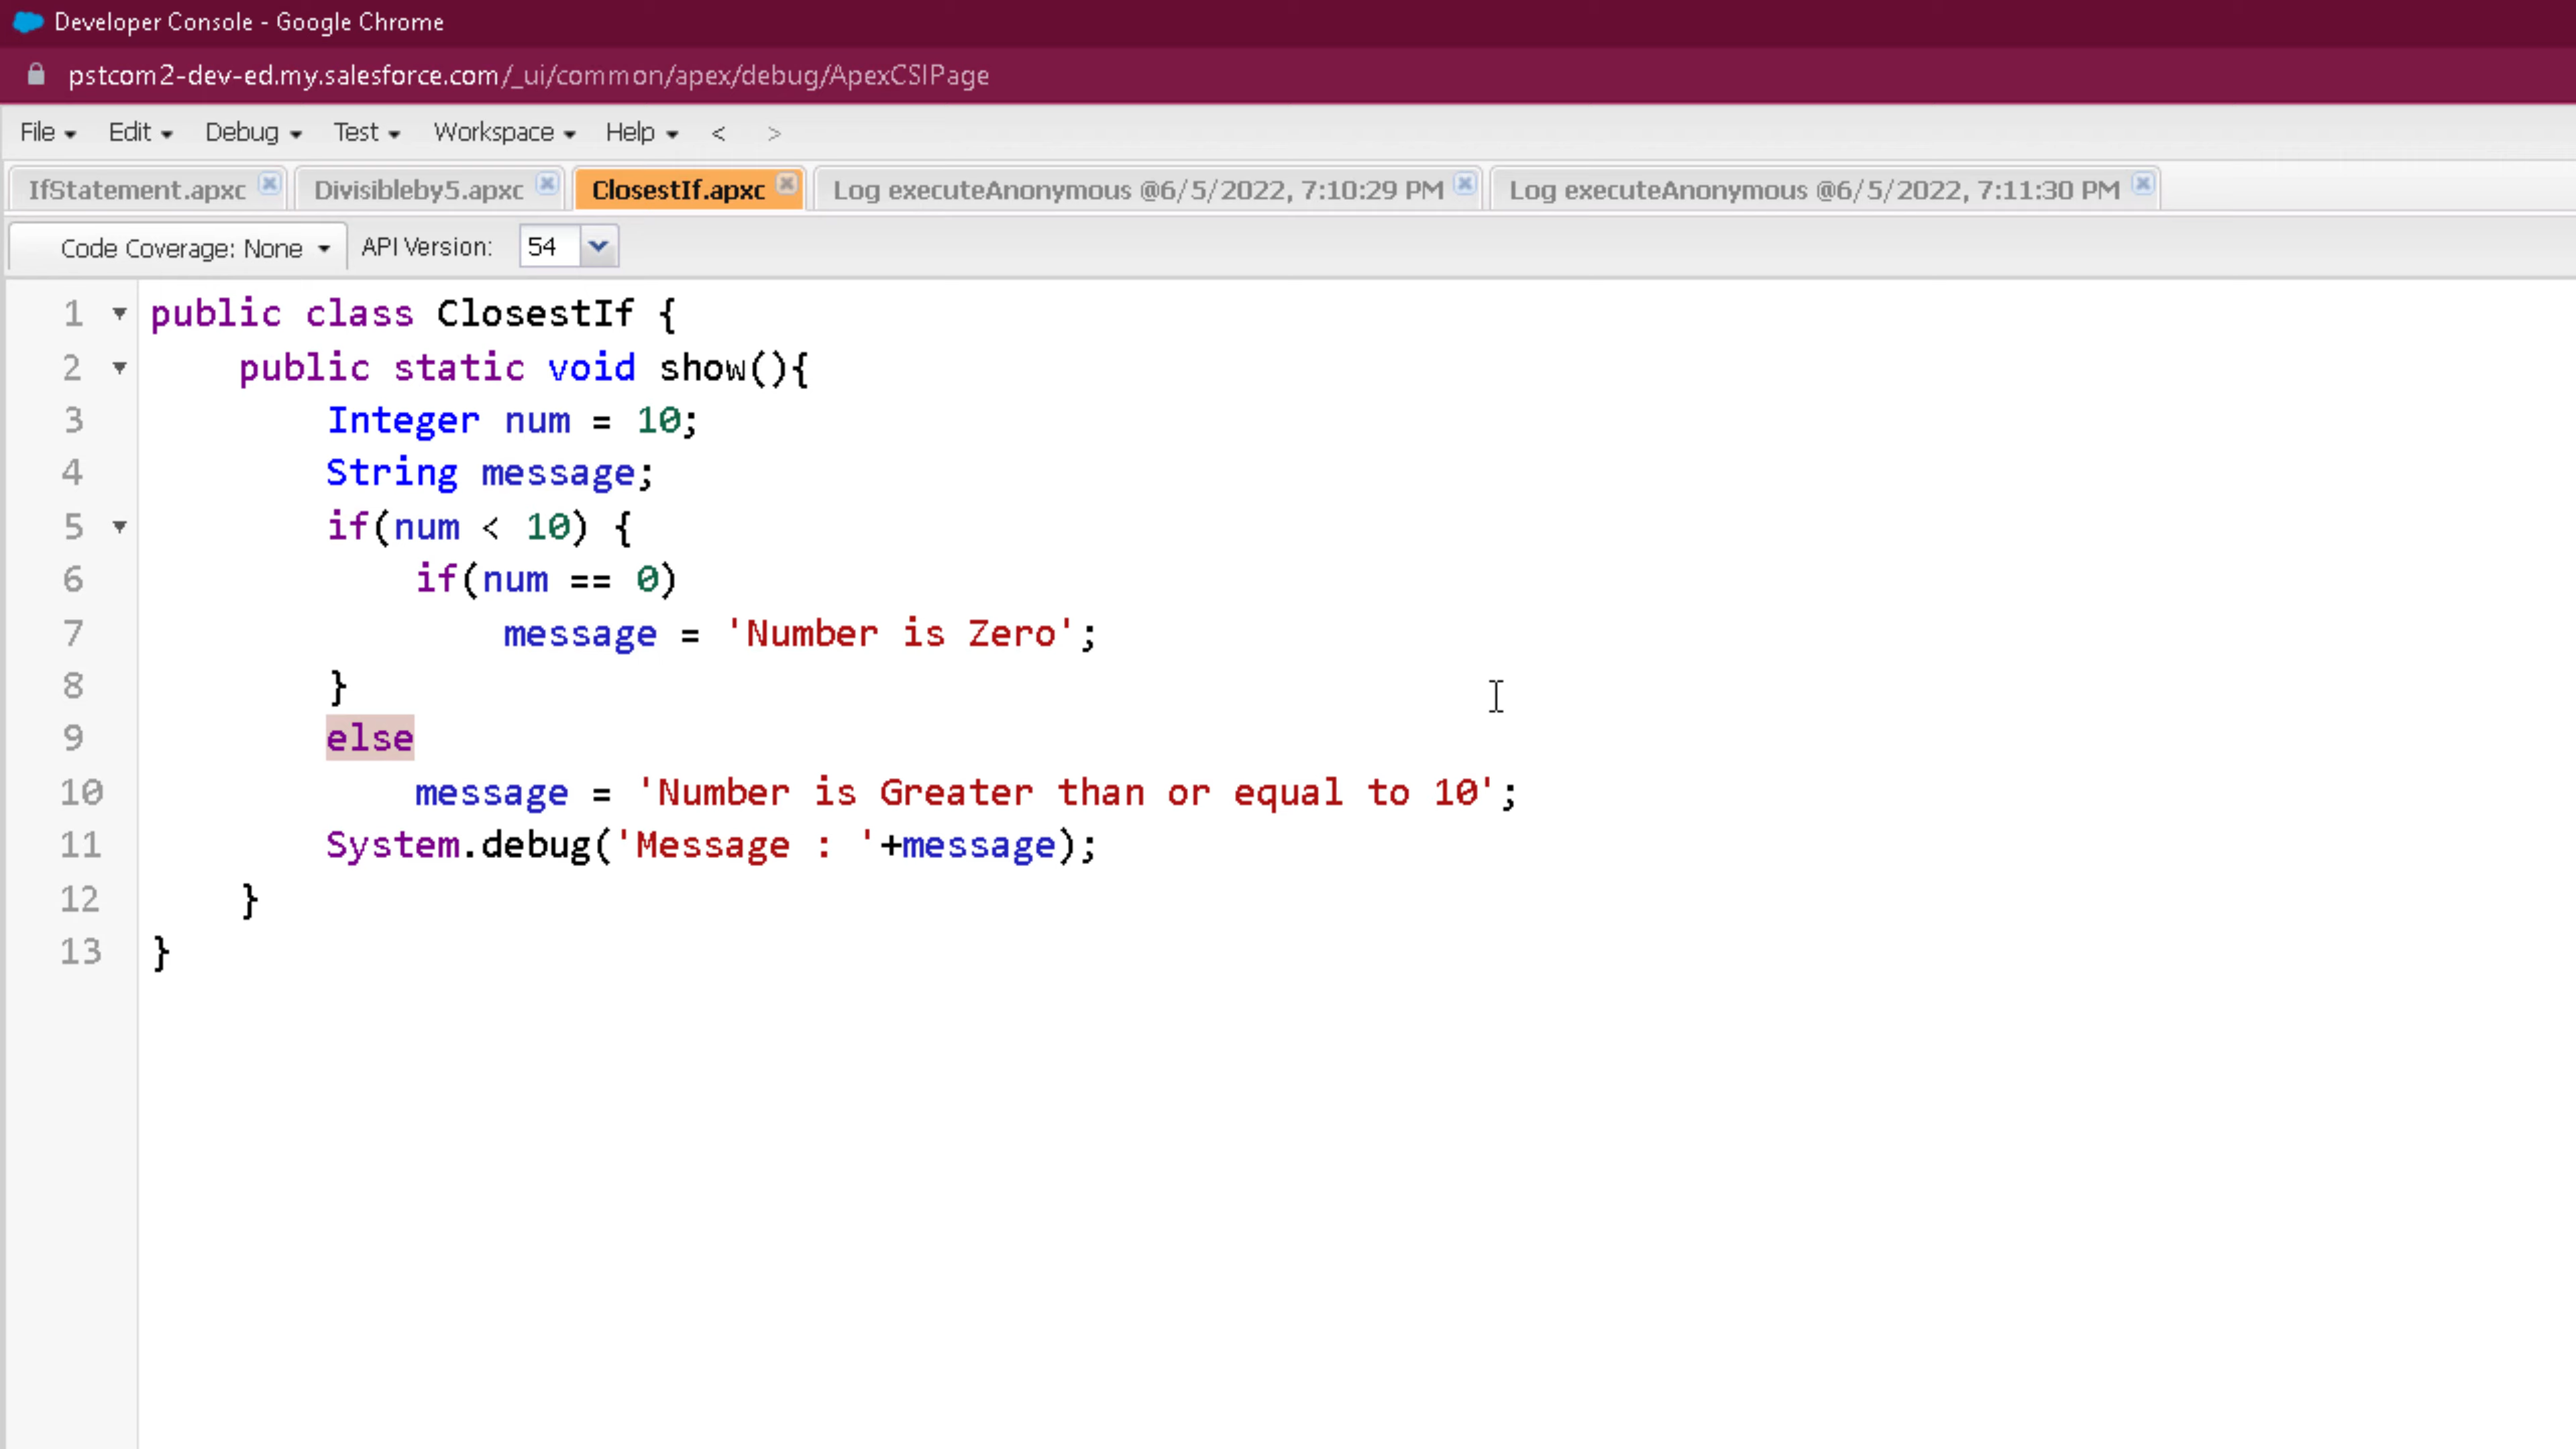 Developer Console - Google Chrome
pstcom2-dev-ed.my.salesforce.com/_ui/common/apex/debug/ApexCSIPage
File Edit Debug Test Workspace Help < >
IfStatement.apxc Divisibleby5.apxc ClosestIf.apxc Log executeAnonymous @6/5/2022, 7:10:29 PM Log executeAnonymous @6/5/2022, 7:11:30 PM
Code Coverage: None API Version: 54
1 public class ClosestIf {
2 public static void show(){
3 Integer num = 10;
4 String message;
5 if(num < 10) {
6 if(num == 0)
7 message = 'Number is Zero';
8 }
9 else
10 message = 'Number is Greater than or equal to 10';
11 System.debug('Message : '+message);
12 }
13 }